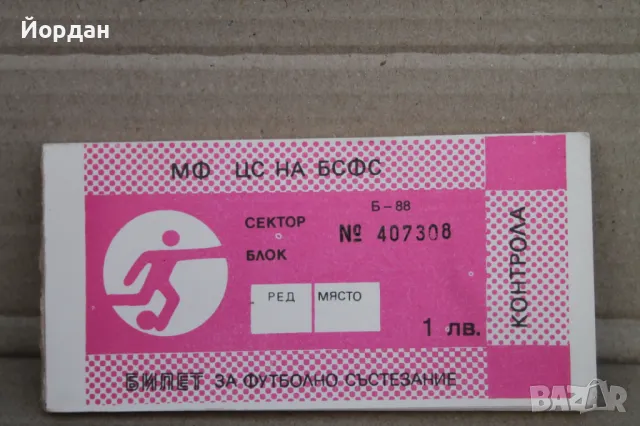 Йордан
МФ ЦС НА БСФС
Б-88
СЕКТОР
№ 407308
БЛОК
РЕД
МЯСТО
1 лв.
БИЛЕТ ЗА ФУТБОЛНО СЪСТЕЗАНИЕ
КОНТРОЛА
BAZAR